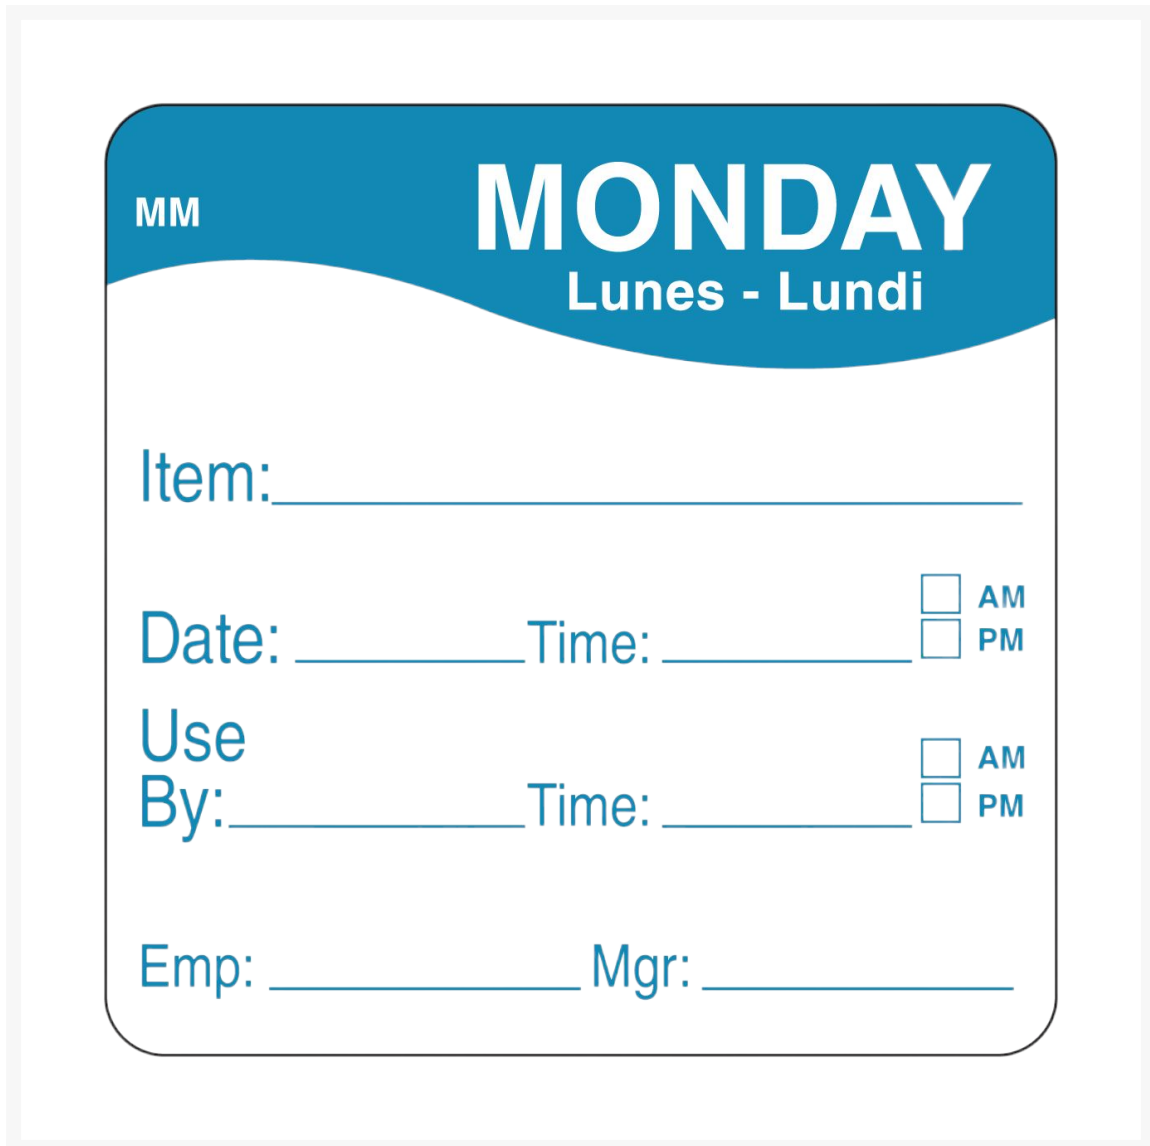 MM
MONDAY
Lunes - Lundi
Item:
Date: Time: AM
PM
Use
By: Time: AM
PM
Emp: Mgr: